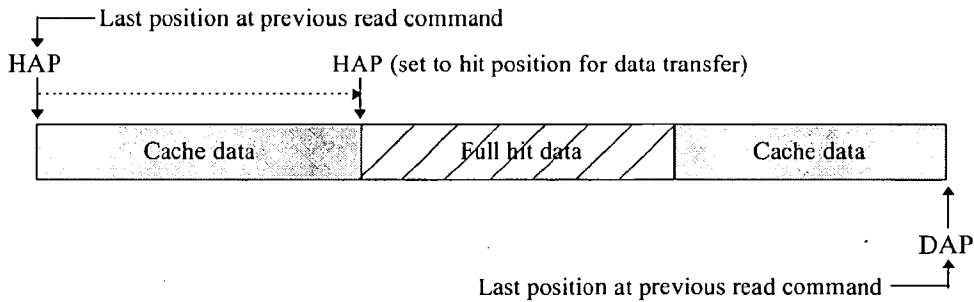 Last position at previous read command
HAP
HAP (set to hit position for data transfer)
Cache data
Full hit data
Cache data
DAP
Last position at previous read command